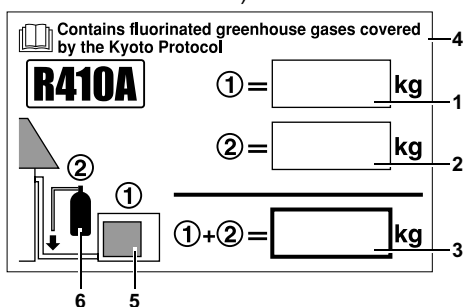 Contains fluorinated greenhouse gases covered
by the Kyoto Protocol
4
R410A
①= kg
1
②= kg
2
②
①
①+②= kg
3
6
5